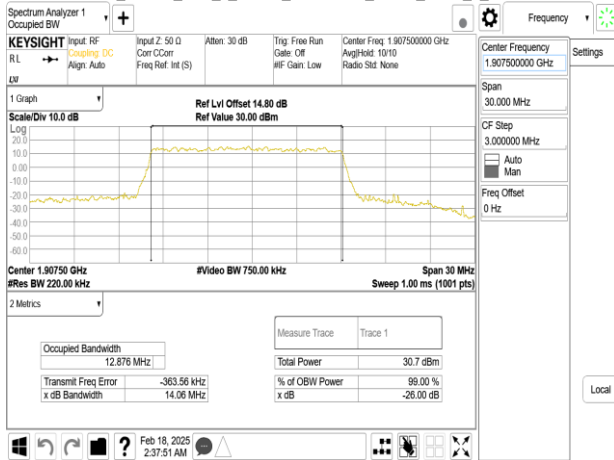 Spectrum Analyzer 1
Occupied BW
Frequency
KEYSIGHT
RL
Input: RF
Coupling: DC
Align: Auto
Input Z: 50 Ω
Corr CCorr
Freq Ref: Int (S)
Atten: 30 dB
Trig: Free Run
Gate: Off
#IF Gain: Low
Center Freq: 1.907500000 GHz
Avg|Hold: 10/10
Radio Std: None
LXI
Center Frequency
1.907500000 GHz
Settings
Span
30.000 MHz
CF Step
3.000000 MHz
Auto
Man
Freq Offset
0 Hz
Local
1 Graph
Scale/Div 10.0 dB
Ref Lvl Offset 14.80 dB
Ref Value 30.00 dBm
Log
20.0
10.0
0.00
-10.0
-20.0
-30.0
-40.0
-50.0
-60.0
Center 1.90750 GHz
#Video BW 750.00 kHz
Span 30 MHz
#Res BW 220.00 kHz
Sweep 1.00 ms (1001 pts)
2 Metrics
Measure Trace Trace 1
Occupied Bandwidth
12.876 MHz
Total Power 30.7 dBm
Transmit Freq Error -363.56 kHz
% of OBW Power 99.00 %
x dB Bandwidth 14.06 MHz
x dB -26.00 dB
?
Feb 18, 2025
2:37:51 AM